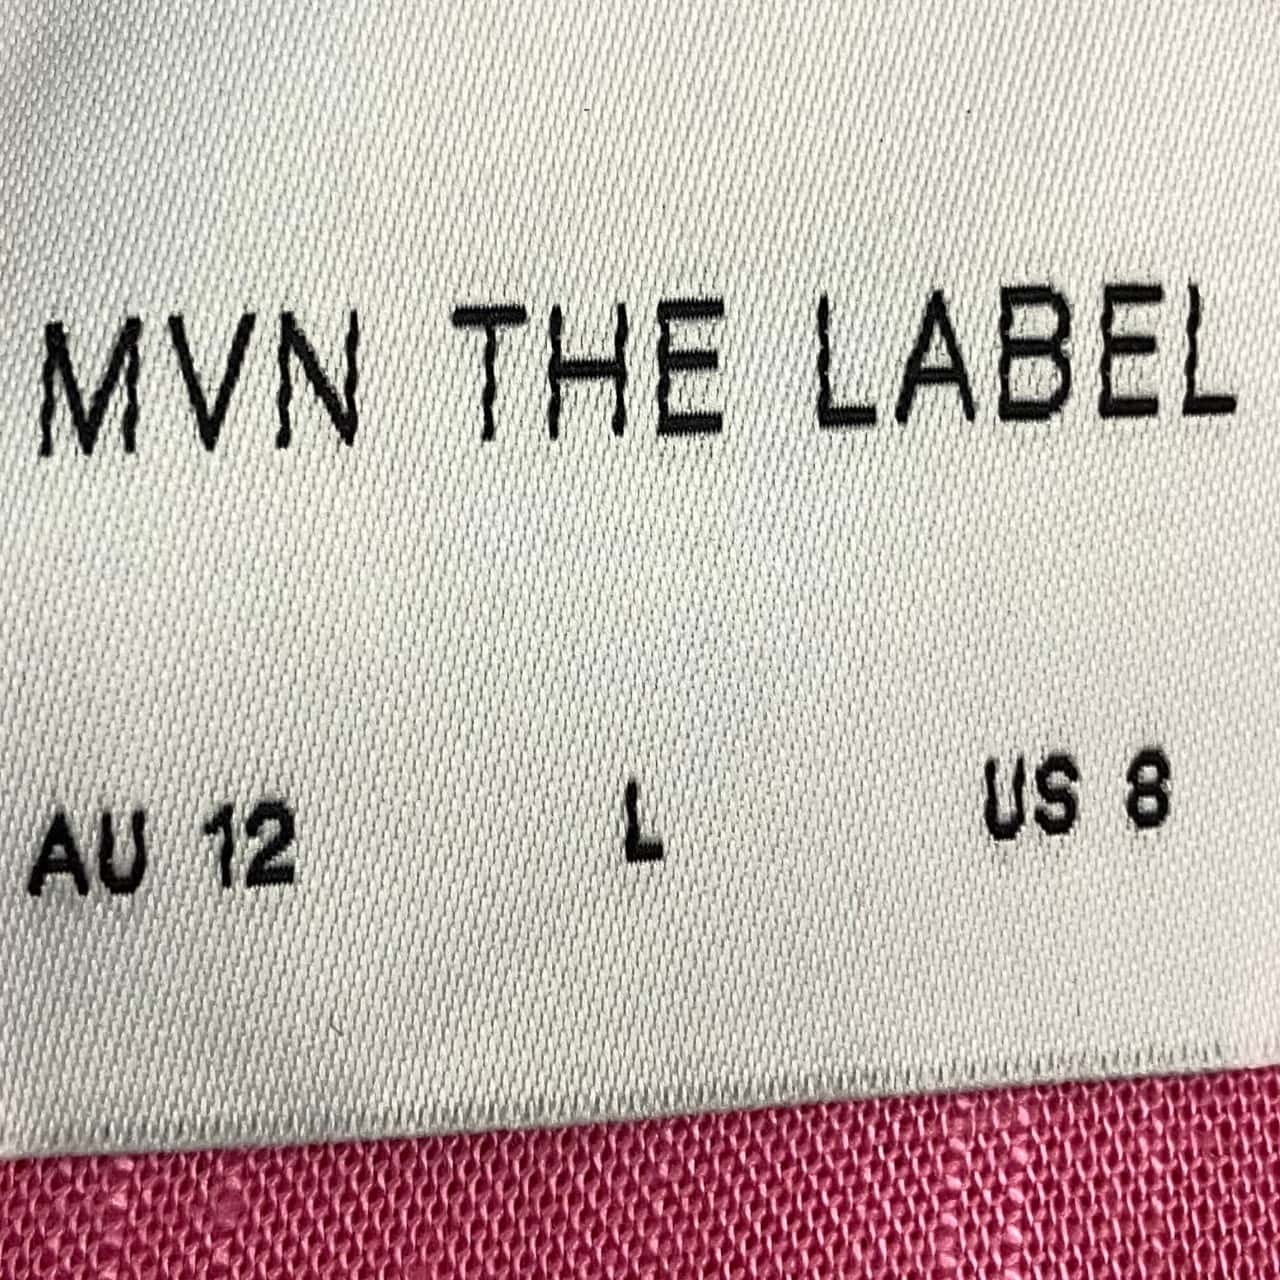 MVN THE LABEL
AU 12 L US 8